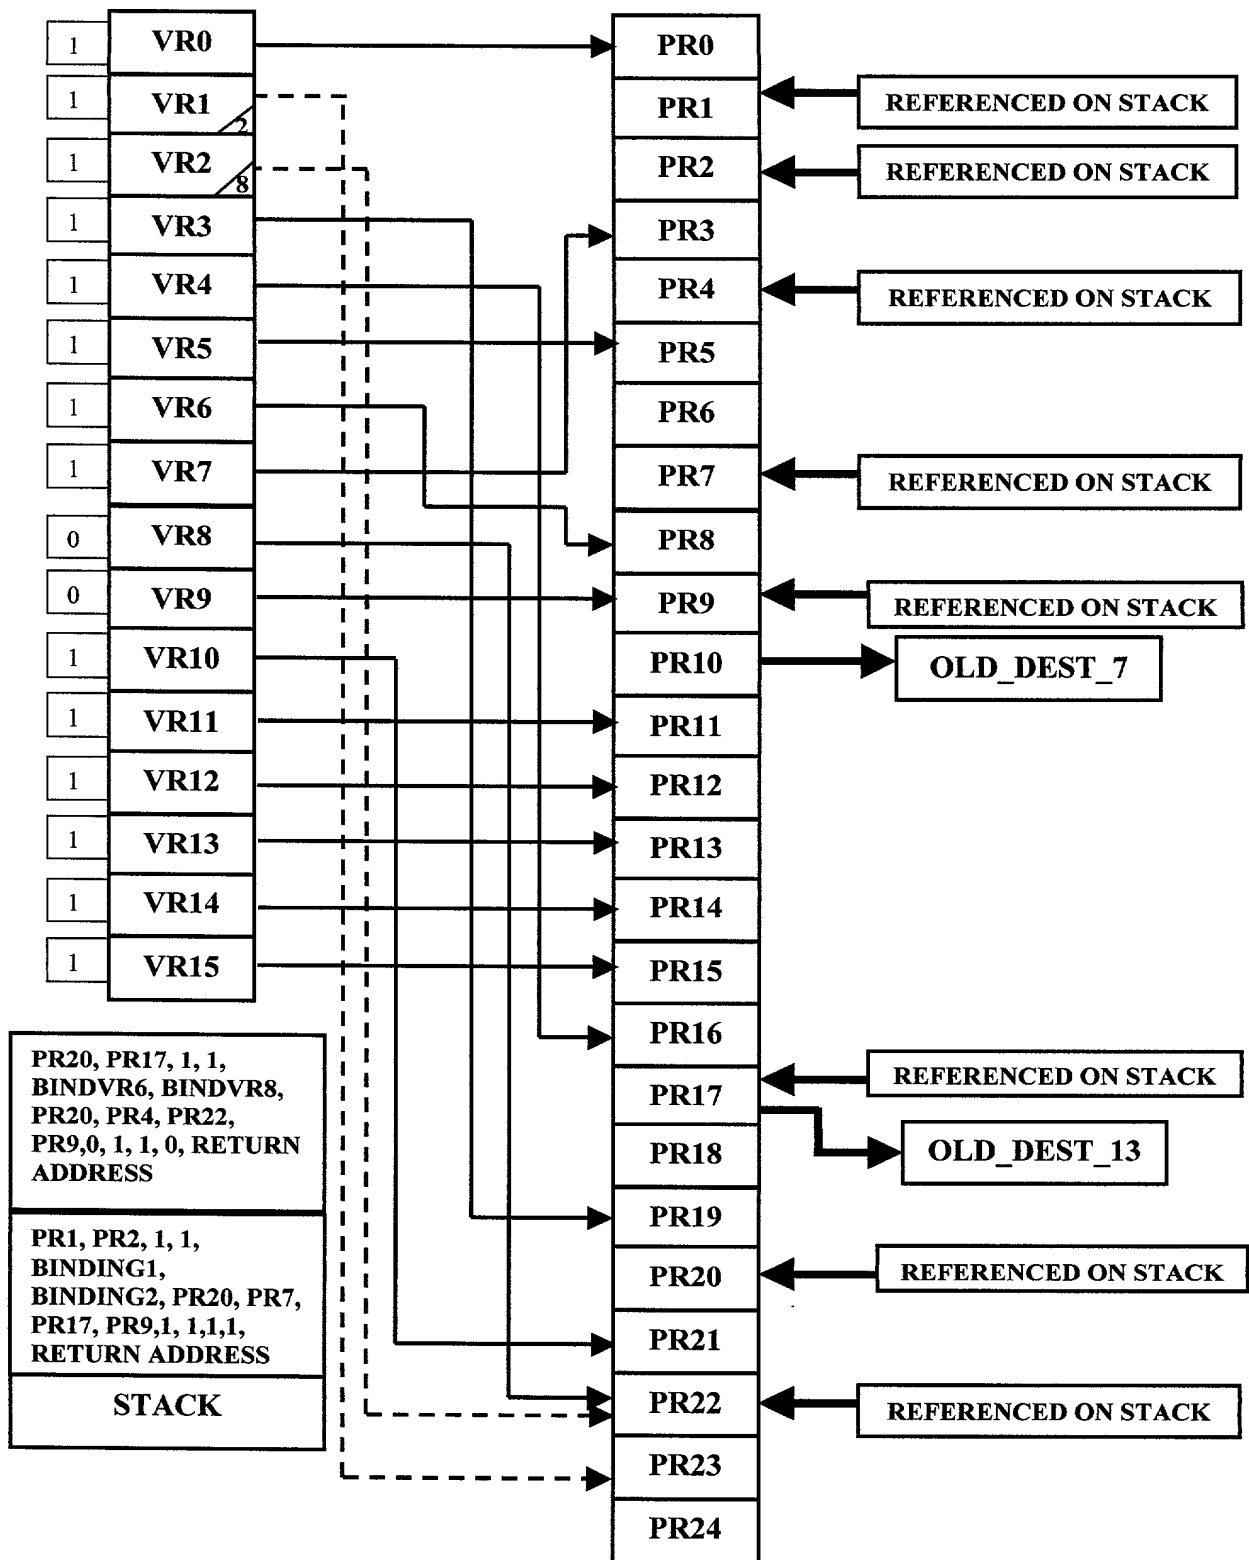 1
VR0
1
VR1
2
1
VR2
8
1
VR3
1
VR4
1
VR5
1
VR6
1
VR7
0
VR8
0
VR9
1
VR10
1
VR11
1
VR12
1
VR13
1
VR14
1
VR15
PR20, PR17, 1, 1,
BINDVR6, BINDVR8,
PR20, PR4, PR22,
PR9,0, 1, 1, 0, RETURN
ADDRESS
PR1, PR2, 1, 1,
BINDING1,
BINDING2, PR20, PR7,
PR17, PR9,1, 1,1,1,
RETURN ADDRESS
STACK
PR0
PR1
PR2
PR3
PR4
PR5
PR6
PR7
PR8
PR9
PR10
PR11
PR12
PR13
PR14
PR15
PR16
PR17
PR18
PR19
PR20
PR21
PR22
PR23
PR24
REFERENCED ON STACK
REFERENCED ON STACK
REFERENCED ON STACK
REFERENCED ON STACK
REFERENCED ON STACK
OLD_DEST_7
REFERENCED ON STACK
OLD_DEST_13
REFERENCED ON STACK
REFERENCED ON STACK